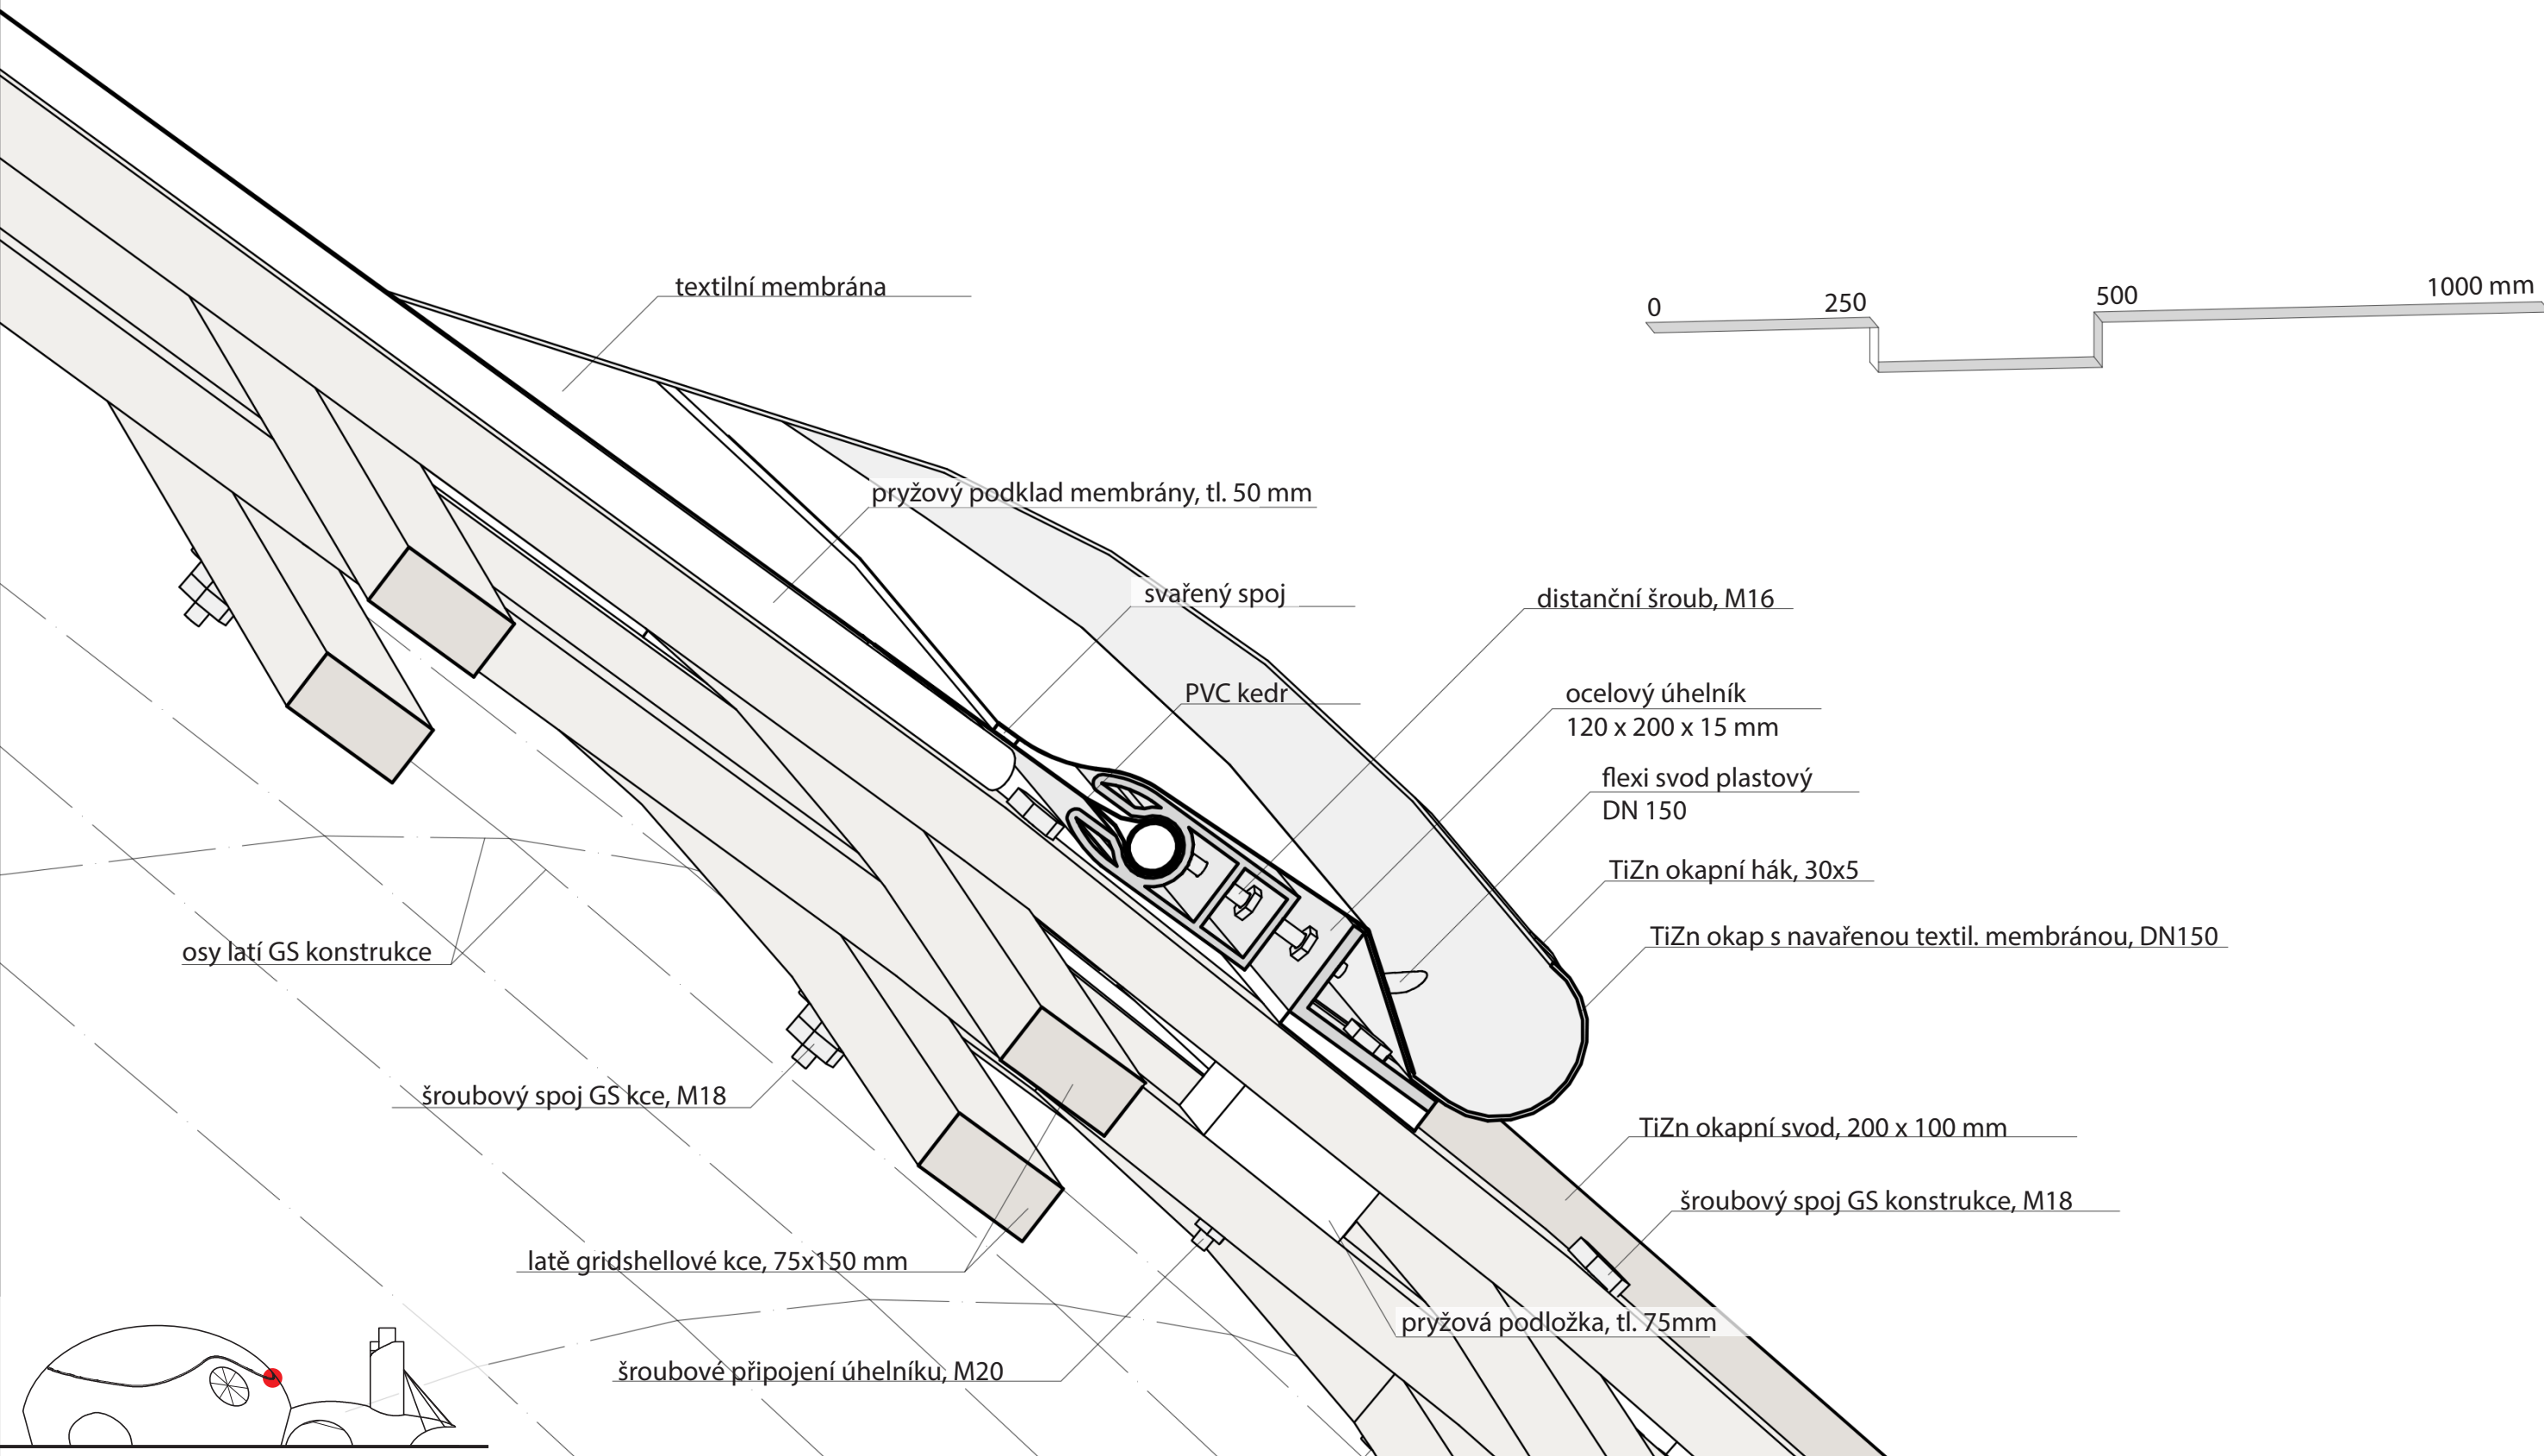 textilní membrána
0
250
500
1000 mm
pryžový podklad membrány, tl. 50 mm
svařený spoj
distanční šroub, M16
PVC kedr
ocelový úhelník
120 x 200 x 15 mm
flexi svod plastový
DN 150
TiZn okapní hák, 30x5
TiZn okap s navařenou textil. membránou, DN150
osy latí GS konstrukce
šroubový spoj GS kce, M18
TiZn okapní svod, 200 x 100 mm
šroubový spoj GS konstrukce, M18
latě gridshellové kce, 75x150 mm
pryžová podložka, tl. 75mm
šroubové připojení úhelníku, M20